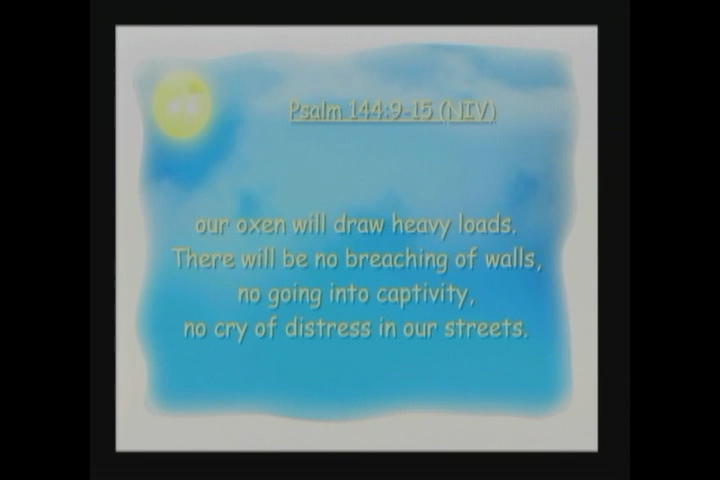 Psalm 144:9-15 (NIV)
our oxen will draw heavy loads.
There will be no breaching of walls,
no going into captivity,
no cry of distress in our streets.